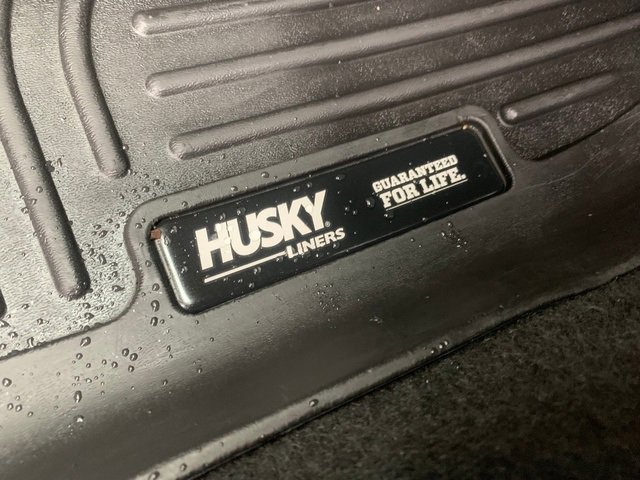 HUSKY®
LINERS
GUARANTEED
FOR LIFE.